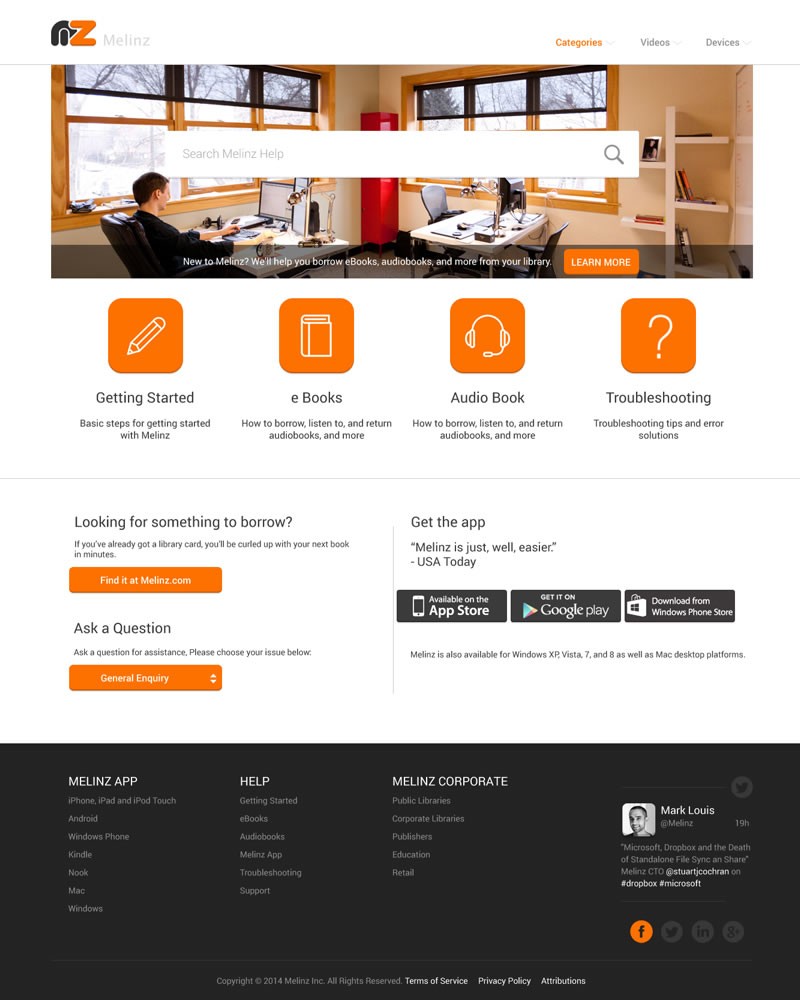 nz Melinz
Categories Videos Devices
Search Melinz Help
New to Melinz? We'll help you borrow eBooks, audiobooks, and more from your library. LEARN MORE
Getting Started
Basic steps for getting started
with Melinz
e Books
How to borrow, listen to, and return
audiobooks, and more
Audio Book
How to borrow, listen to, and return
audiobooks, and more
Troubleshooting
Troubleshooting tips and error
solutions
Looking for something to borrow?
If you've already got a library card, you'll be curled up with your next book
in minutes.
Find it at Melinz.com
Ask a Question
Ask a question for assistance, Please choose your issue below:
General Enquiry
Get the app
“Melinz is just, well, easier.”
- USA Today
Available on the
App Store
GET IT ON
Google play
Download from
Windows Phone Store
Melinz is also available for Windows XP, Vista, 7, and 8 as well as Mac desktop platforms.
MELINZ APP
iPhone, iPad and iPod Touch
Android
Windows Phone
Kindle
Nook
Mac
Windows
HELP
Getting Started
eBooks
Audiobooks
Melinz App
Troubleshooting
Support
MELINZ CORPORATE
Public Libraries
Corporate Libraries
Publishers
Education
Retail
Mark Louis
@Melinz 19h
"Microsoft, Dropbox and the Death
of Standalone File Sync an Share"
Melinz CTO @stuartjcochran on
#dropbox #microsoft
f in g+
Copyright © 2014 Melinz Inc. All Rights Reserved. Terms of Service Privacy Policy Attributions